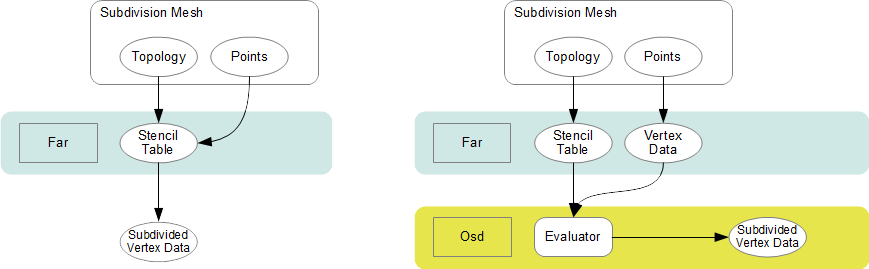 Subdivision Mesh
Topology
Points
Far
Stencil
Table
Subdivided
Vertex Data
Subdivision Mesh
Topology
Points
Far
Stencil
Table
Vertex
Data
Osd
Evaluator
Subdivided
Vertex Data